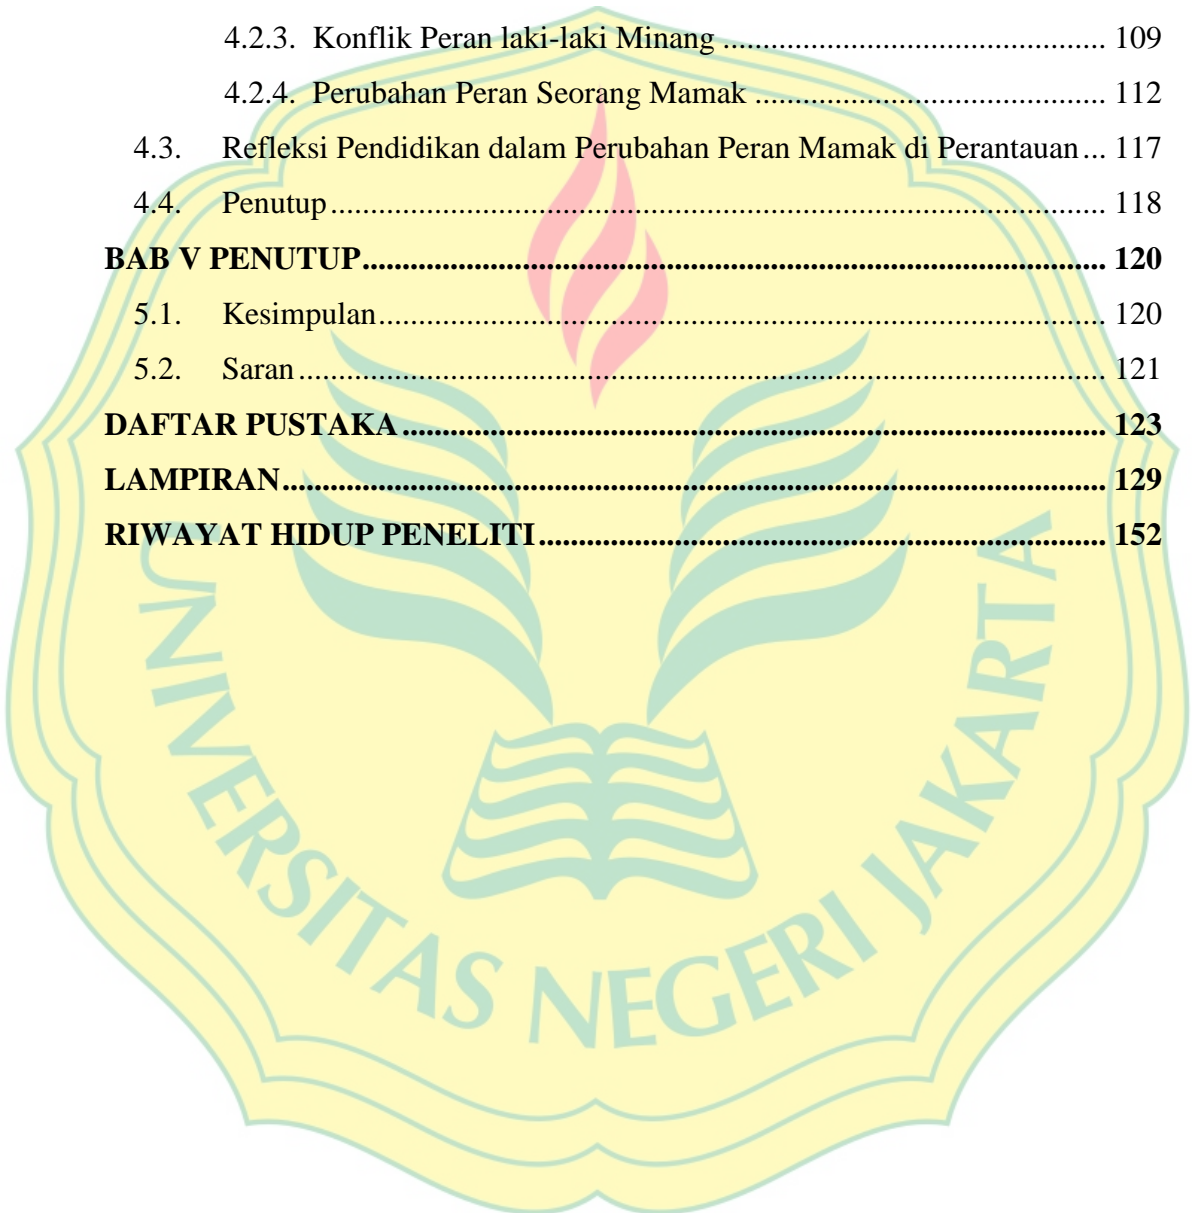 4.2.3. Konflik Peran laki-laki Minang ................................................ 109
4.2.4. Perubahan Peran Seorang Mamak ............................................ 112
4.3. Refleksi Pendidikan dalam Perubahan Peran Mamak di Perantauan ... 117
4.4. Penutup .................................................................................................. 118
BAB V PENUTUP .............................................................................................. 120
5.1. Kesimpulan ............................................................................................ 120
5.2. Saran ...................................................................................................... 121
DAFTAR PUSTAKA ......................................................................................... 123
LAMPIRAN ........................................................................................................ 129
RIWAYAT HIDUP PENELITI ........................................................................ 152
UNIVERSITAS NEGERI JAKARTA